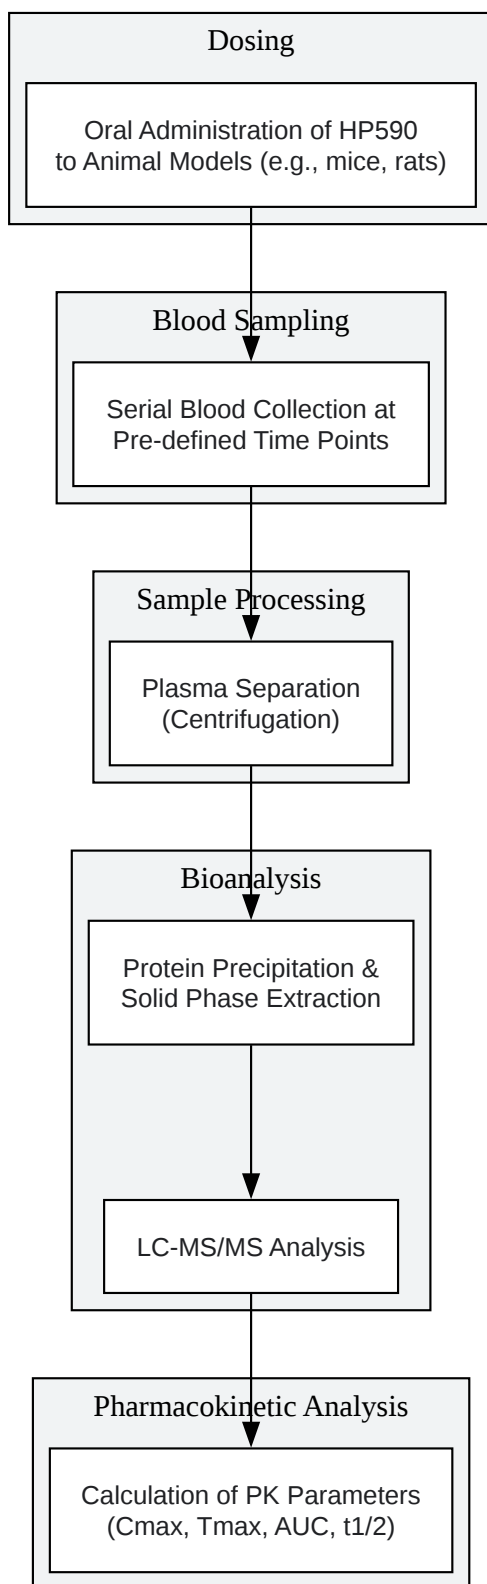 Dosing
Oral Administration of HP590
to Animal Models (e.g., mice, rats)
Blood Sampling
Serial Blood Collection at
Pre-defined Time Points
Sample Processing
Plasma Separation
(Centrifugation)
Bioanalysis
Protein Precipitation &
Solid Phase Extraction
LC-MS/MS Analysis
Pharmacokinetic Analysis
Calculation of PK Parameters
(Cmax, Tmax, AUC, t1/2)